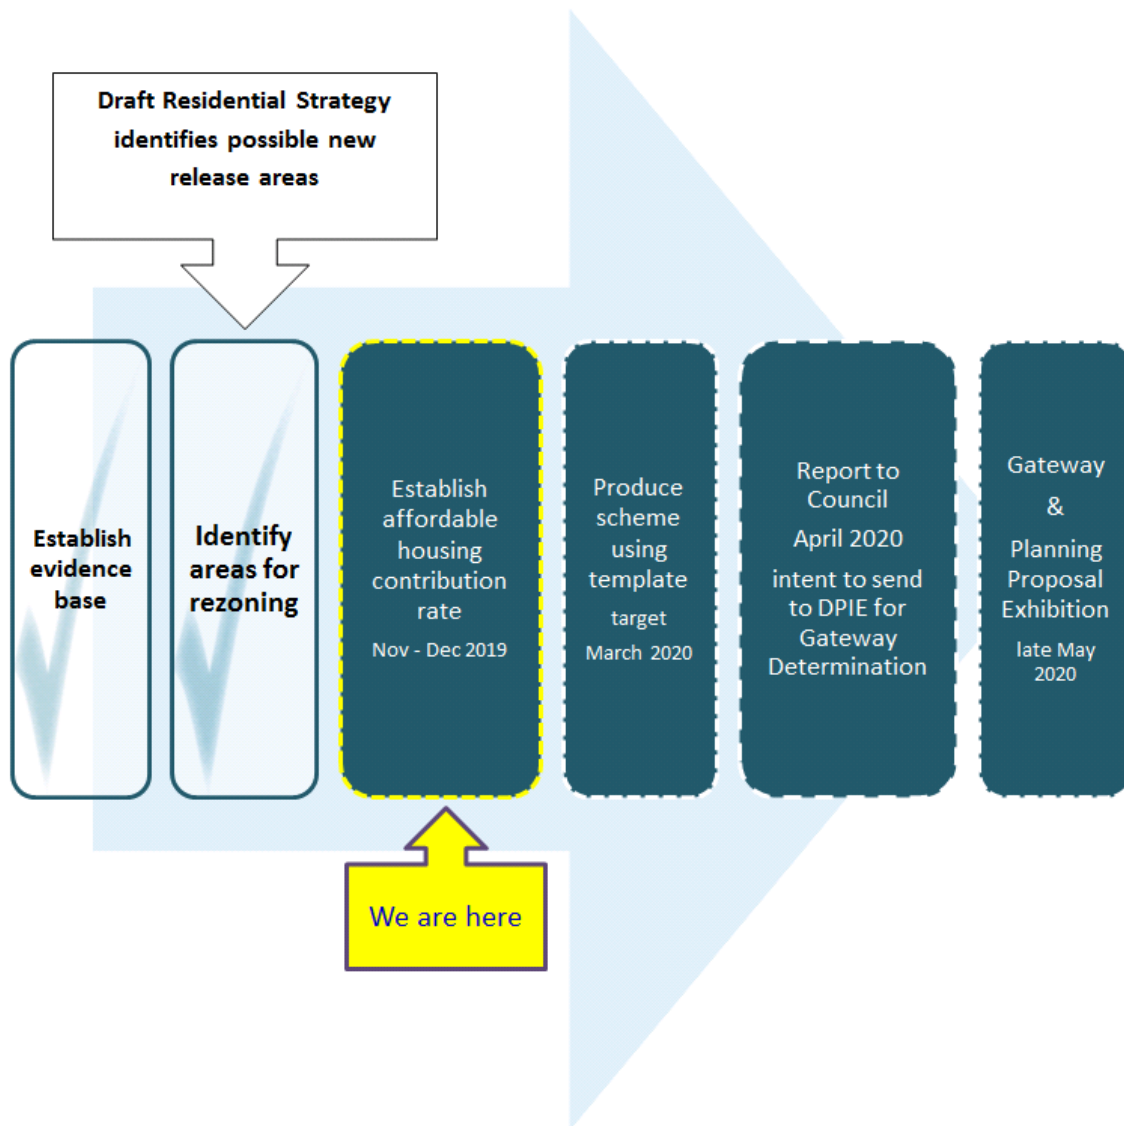 Draft Residential Strategy
identifies possible new
release areas
Establish
evidence
base
Identify
areas for
rezoning
Establish
affordable
housing
contribution
rate
Nov - Dec 2019
Produce
scheme
using
template
target
March 2020
Report to
Council
April 2020
intent to send
to DPIE for
Gateway
Determination
Gateway
&
Planning
Proposal
Exhibition
late May
2020
We are here